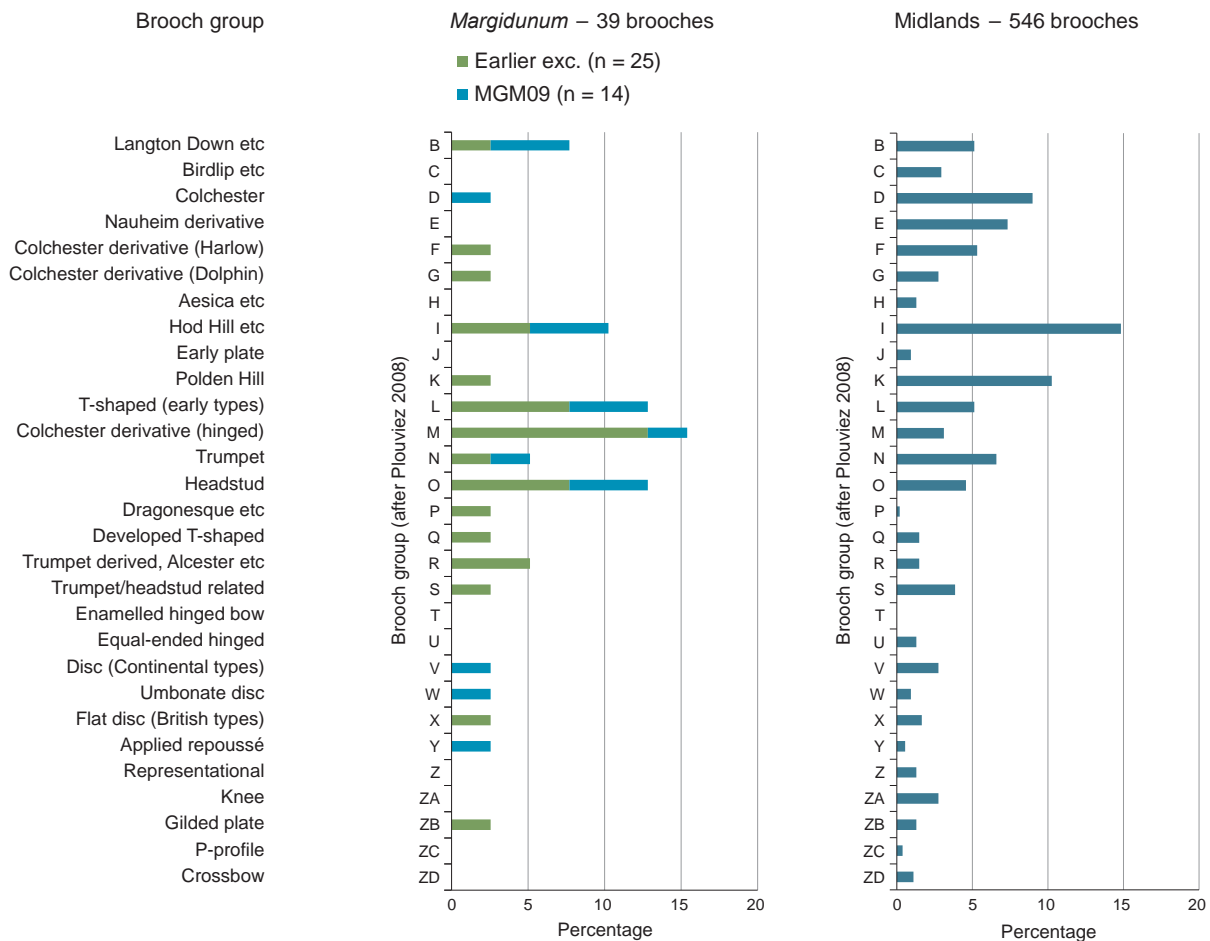 Brooch group
Margidunum – 39 brooches
Midlands – 546 brooches
Earlier exc. (n = 25)
MGM09 (n = 14)
Langton Down etc
Birdlip etc
Colchester
Nauheim derivative
Colchester derivative (Harlow)
Colchester derivative (Dolphin)
Aesica etc
Hod Hill etc
Early plate
Polden Hill
T-shaped (early types)
Colchester derivative (hinged)
Trumpet
Headstud
Dragonesque etc
Developed T-shaped
Trumpet derived, Alcester etc
Trumpet/headstud related
Enamelled hinged bow
Equal-ended hinged
Disc (Continental types)
Umbonate disc
Flat disc (British types)
Applied repoussé
Representational
Knee
Gilded plate
P-profile
Crossbow
Brooch group (after Plouviez 2008)
B
C
D
E
F
G
H
I
J
K
L
M
N
O
P
Q
R
S
T
U
V
W
X
Y
Z
ZA
ZB
ZC
ZD
0 5 10 15 20
Percentage
Brooch group (after Plouviez 2008)
B
C
D
E
F
G
H
I
J
K
L
M
N
O
P
Q
R
S
T
U
V
W
X
Y
Z
ZA
ZB
ZC
ZD
0 5 10 15 20
Percentage